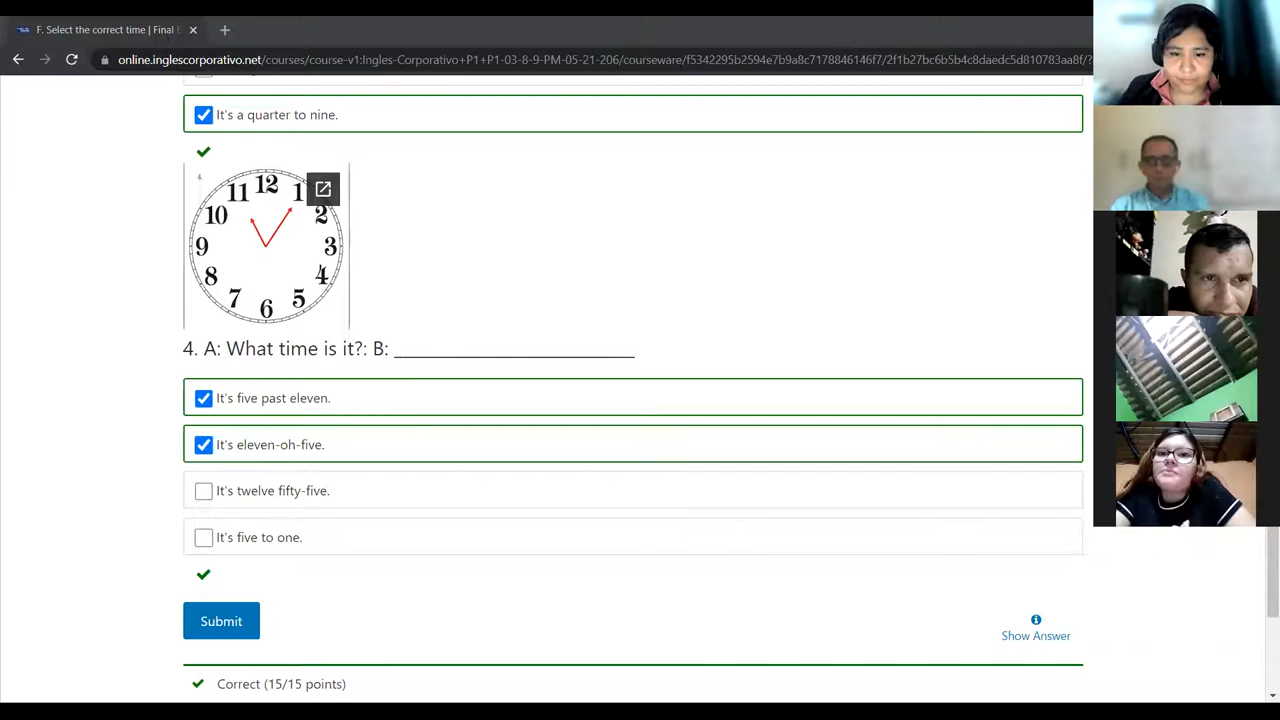 F. Select the correct time | Final E
online.inglescorporativo.net/courses/course-v1:Ingles-Corporativo+P1+P1-03-8-9-PM-05-21-206/courseware/f5342295b2594e7b9a8c7178846146f7/2f1b27bc6b5b4c8daedc5d810783aa8f/?
It's a quarter to nine.
4.
12
11 1
10 2
9 3
8 4
7 5
6
4. A: What time is it?: B: ________________________
It's five past eleven.
It's eleven-oh-five.
It's twelve fifty-five.
It's five to one.
Submit
Show Answer
Correct (15/15 points)